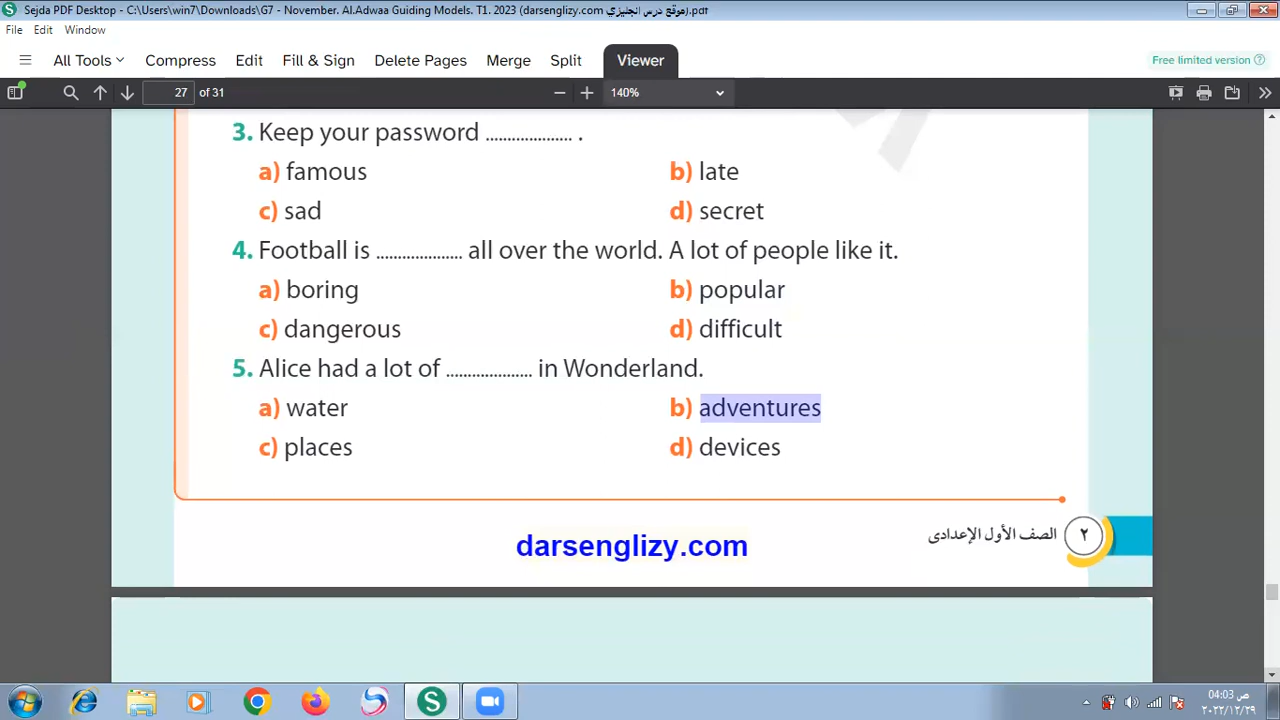 Sejda PDF Desktop - C:\Users\win7\Downloads\G7 - November. Al.Adwaa Guiding Models. T1. 2023 (darsenglizy.com موقع درس انجليزي).pdf
File Edit Window
All Tools Compress Edit Fill & Sign Delete Pages Merge Split Viewer Free limited version
27 of 31 140%
3. Keep your password .................... .
a) famous b) late
c) sad d) secret
4. Football is .................... all over the world. A lot of people like it.
a) boring b) popular
c) dangerous d) difficult
5. Alice had a lot of .................... in Wonderland.
a) water b) adventures
c) places d) devices
الصف الأول الإعدادى ٢
darsenglizy.com
04:03 ص
٢٠٢٢/١٢/٢٩